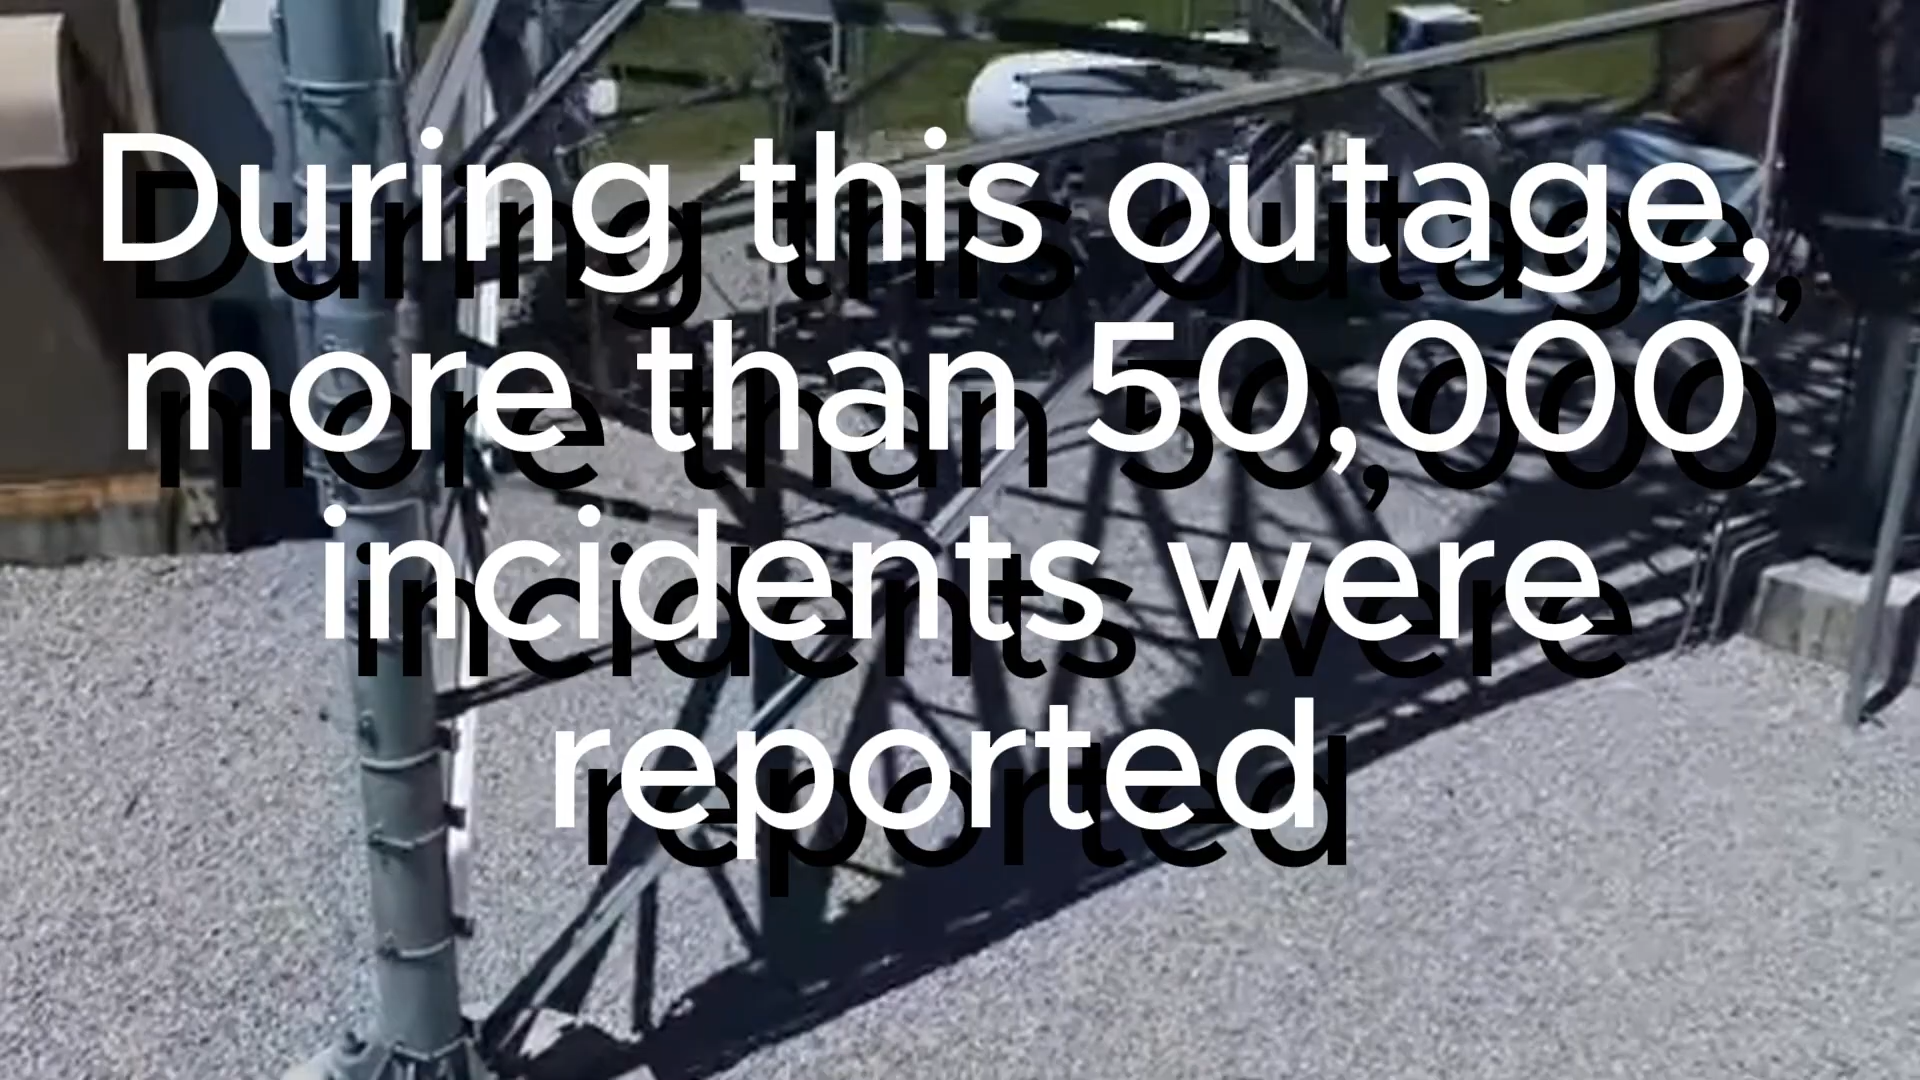 During this outage,
more than 50,000
incidents were
reported